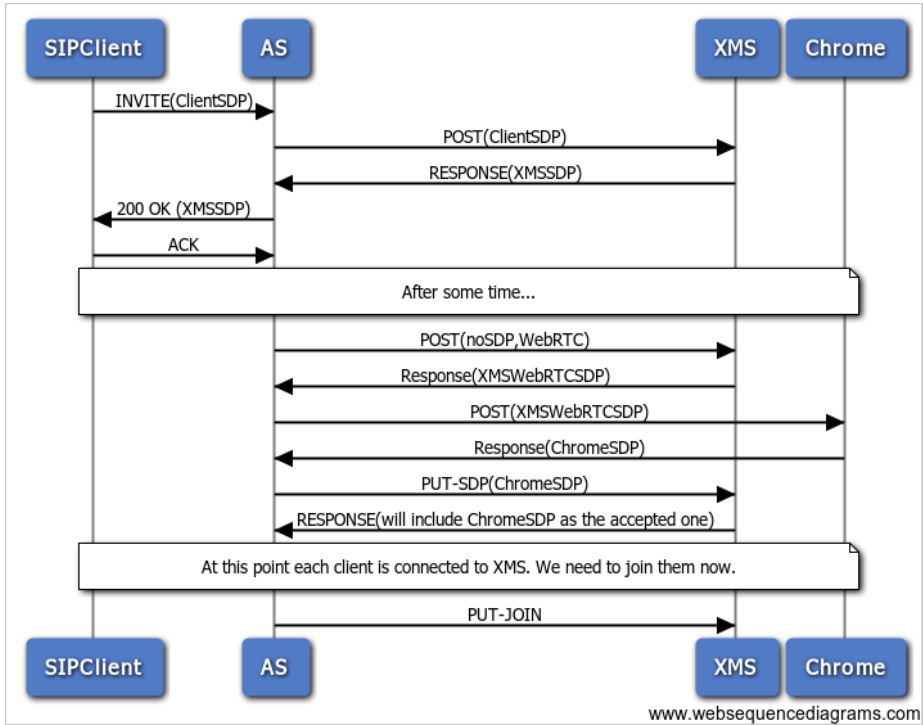 SIPClient AS XMS Chrome
INVITE(ClientSDP)
POST(ClientSDP)
RESPONSE(XMSSDP)
200 OK (XMSSDP)
ACK
After some time...
POST(noSDP,WebRTC)
Response(XMSWebRTCSDP)
POST(XMSWebRTCSDP)
Response(ChromeSDP)
PUT-SDP(ChromeSDP)
RESPONSE(will include ChromeSDP as the accepted one)
At this point each client is connected to XMS. We need to join them now.
PUT-JOIN
SIPClient AS XMS Chrome
www.websequencediagrams.com